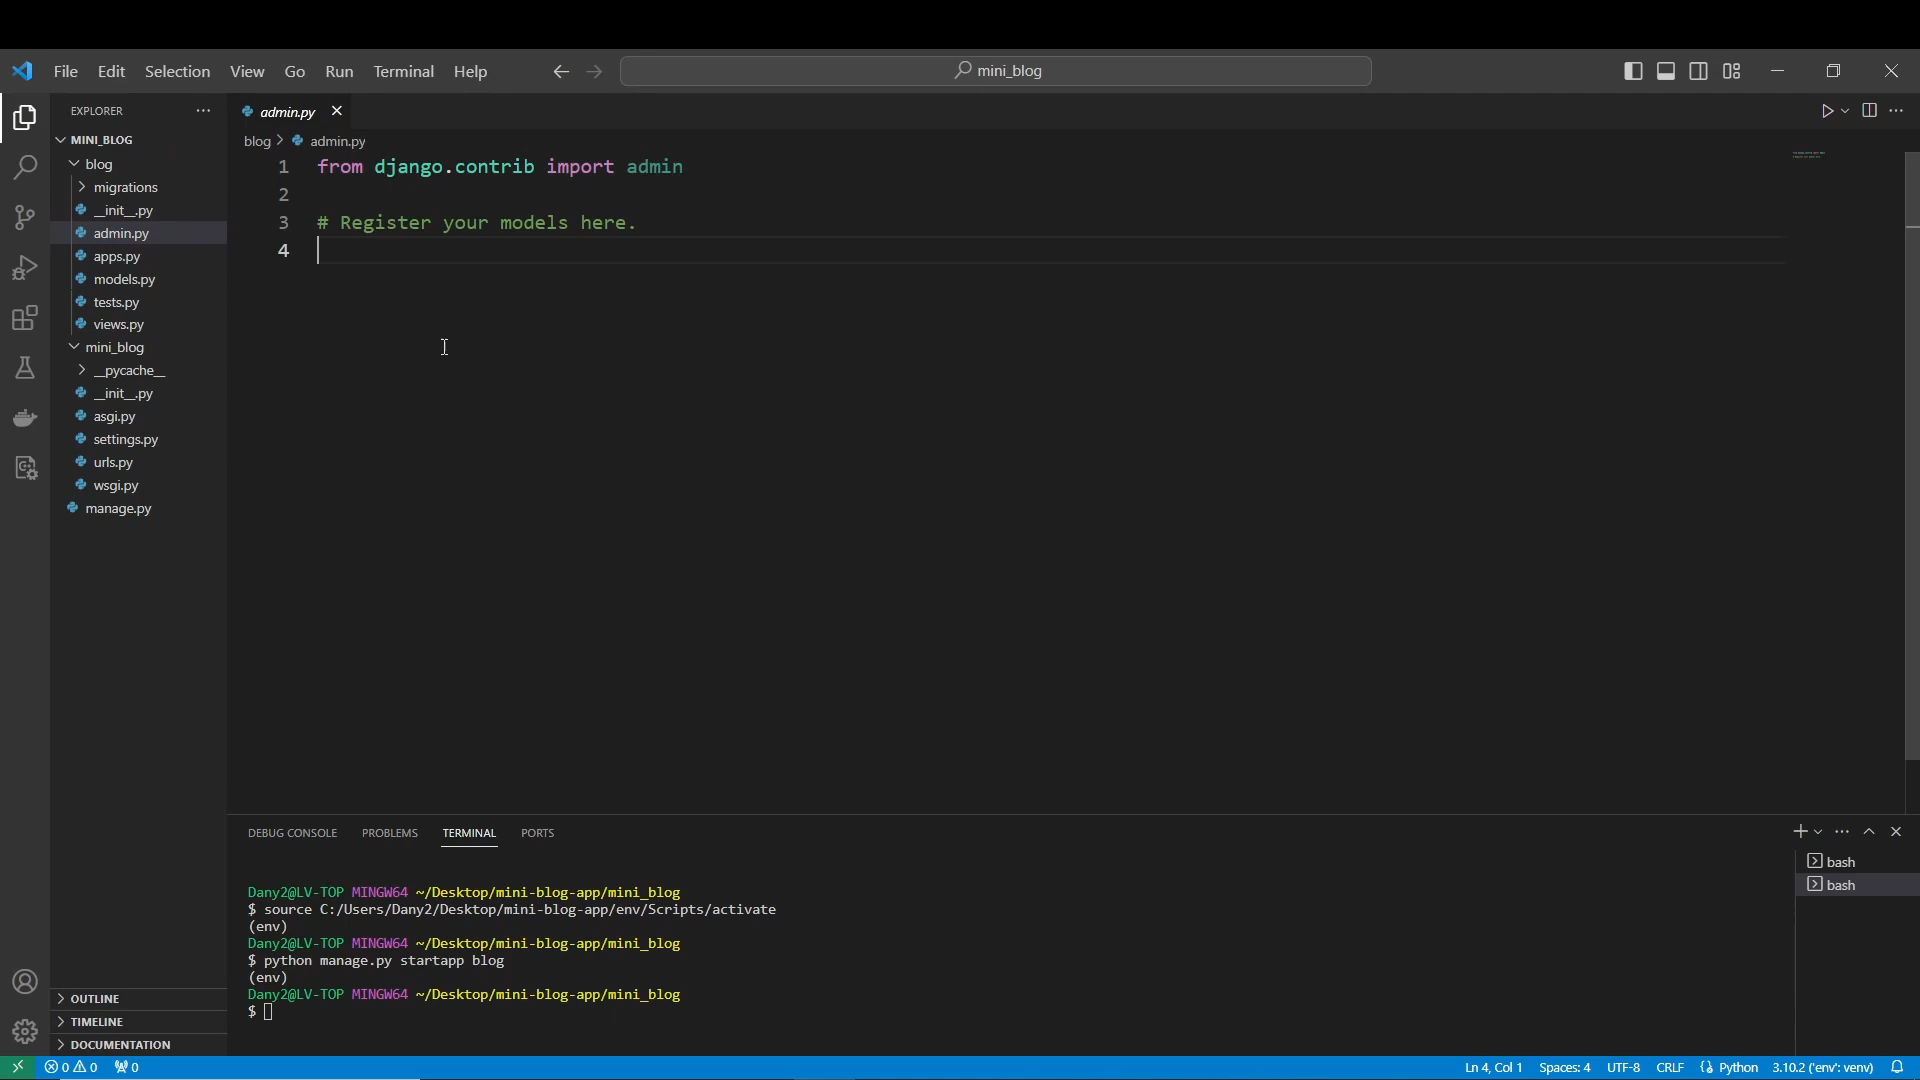 File Edit Selection View Go Run Terminal Help
mini_blog
EXPLORER
MINI_BLOG
blog
migrations
__init__.py
admin.py
apps.py
models.py
tests.py
views.py
mini_blog
__pycache__
__init__.py
asgi.py
settings.py
urls.py
wsgi.py
manage.py
OUTLINE
TIMELINE
DOCUMENTATION
admin.py
blog > admin.py
1 from django.contrib import admin
2
3 # Register your models here.
4
DEBUG CONSOLE PROBLEMS TERMINAL PORTS
Dany2@LV-TOP MINGW64 ~/Desktop/mini-blog-app/mini_blog
$ source C:/Users/Dany2/Desktop/mini-blog-app/env/Scripts/activate
(env)
Dany2@LV-TOP MINGW64 ~/Desktop/mini-blog-app/mini_blog
$ python manage.py startapp blog
(env)
Dany2@LV-TOP MINGW64 ~/Desktop/mini-blog-app/mini_blog
$
bash
bash
0 0 0
Ln 4, Col 1 Spaces: 4 UTF-8 CRLF Python 3.10.2 ('env': venv)